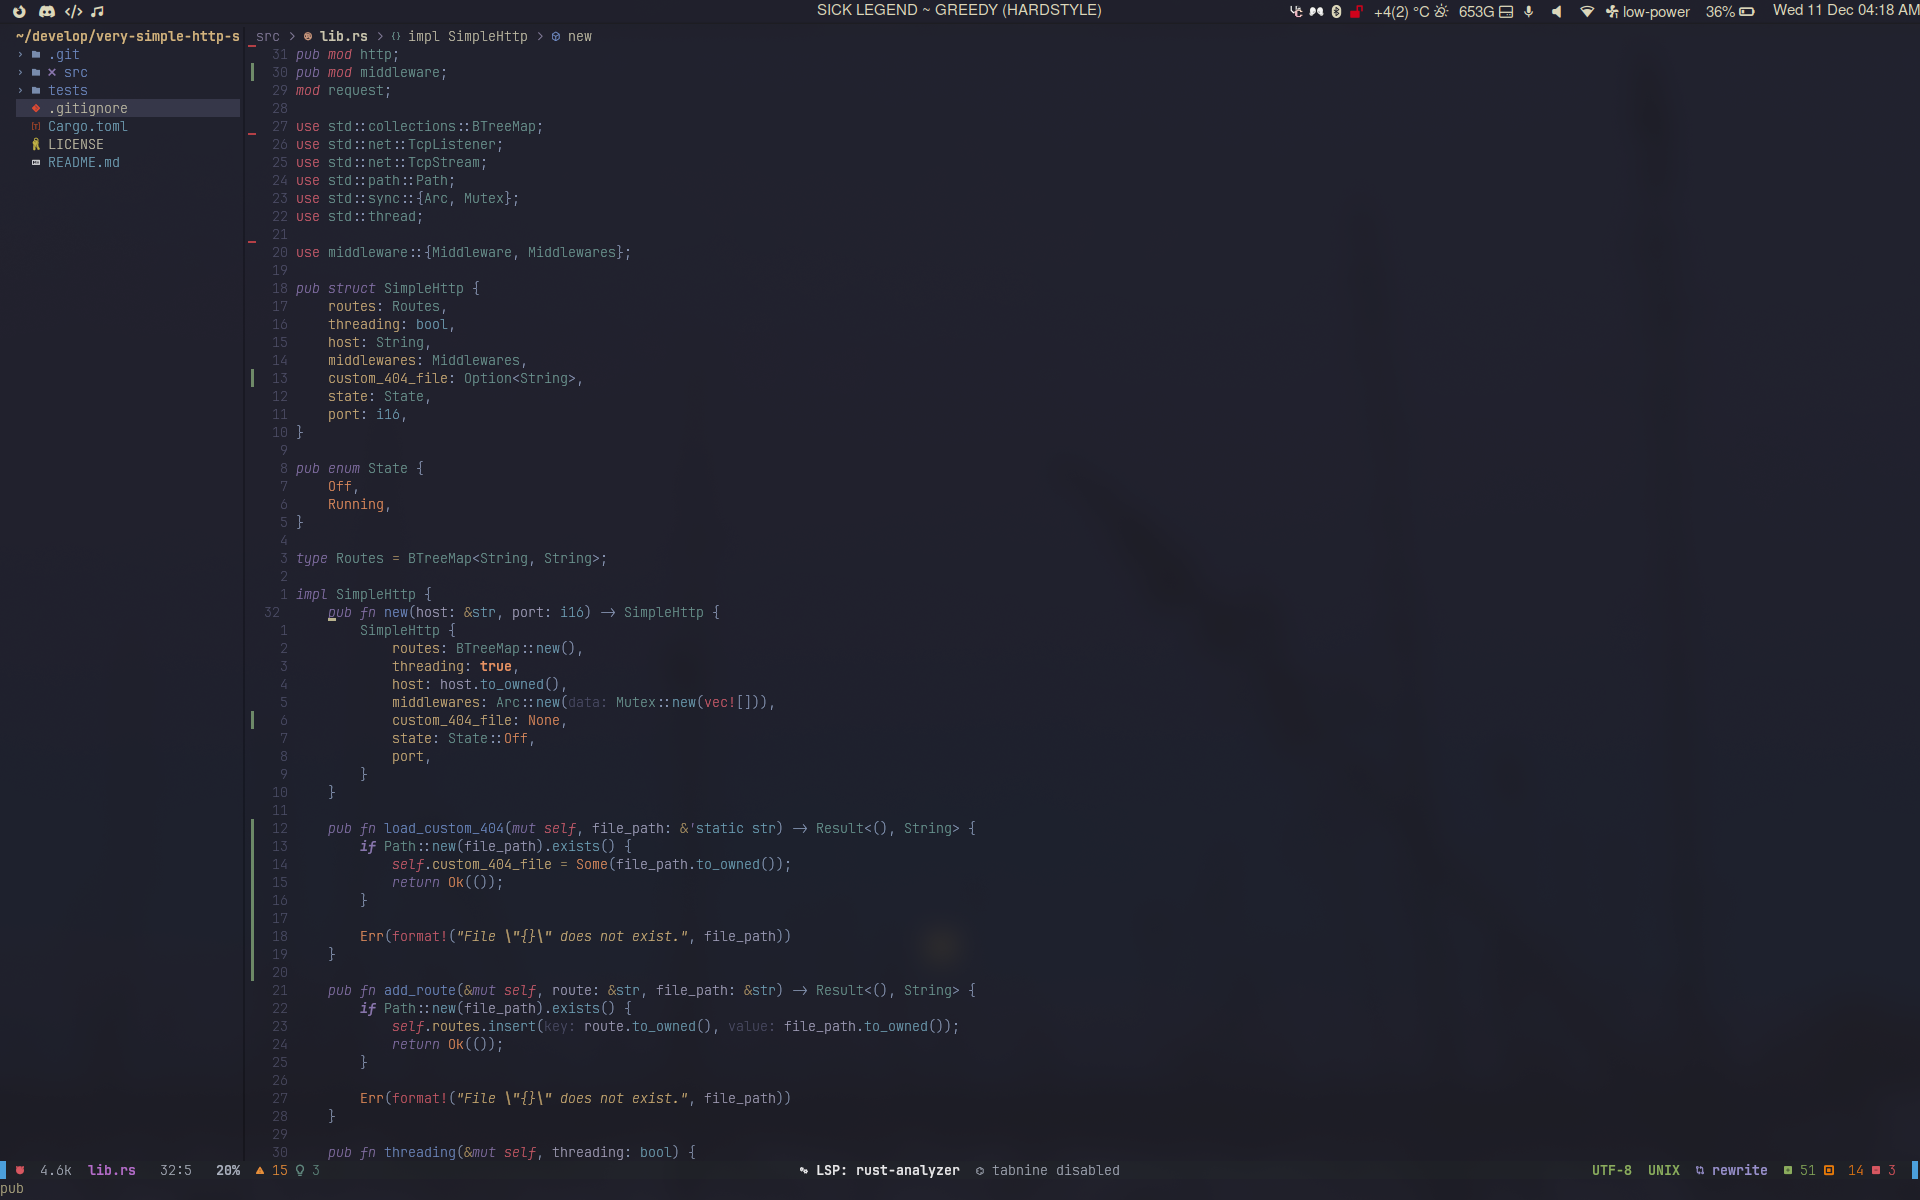 SICK LEGEND ~ GREEDY (HARDSTYLE)
+4(2) °C 653G low-power 36% Wed 11 Dec 04:18 AM
~/develop/very-simple-http-s
.git
src
tests
.gitignore
Cargo.toml
LICENSE
README.md
src > lib.rs > {} impl SimpleHttp > new
31 pub mod http;
30 pub mod middleware;
29 mod request;
28
27 use std::collections::BTreeMap;
26 use std::net::TcpListener;
25 use std::net::TcpStream;
24 use std::path::Path;
23 use std::sync::{Arc, Mutex};
22 use std::thread;
21
20 use middleware::{Middleware, Middlewares};
19
18 pub struct SimpleHttp {
17     routes: Routes,
16     threading: bool,
15     host: String,
14     middlewares: Middlewares,
13     custom_404_file: Option<String>,
12     state: State,
11     port: i16,
10 }
9
8 pub enum State {
7     Off,
6     Running,
5 }
4
3 type Routes = BTreeMap<String, String>;
2
1 impl SimpleHttp {
32     pub fn new(host: &str, port: i16) -> SimpleHttp {
1         SimpleHttp {
2             routes: BTreeMap::new(),
3             threading: true,
4             host: host.to_owned(),
5             middlewares: Arc::new(data: Mutex::new(vec![])),
6             custom_404_file: None,
7             state: State::Off,
8             port,
9         }
10     }
11
12     pub fn load_custom_404(mut self, file_path: &'static str) -> Result<(), String> {
13         if Path::new(file_path).exists() {
14             self.custom_404_file = Some(file_path.to_owned());
15             return Ok(());
16         }
17
18         Err(format!("File \"{}\" does not exist.", file_path))
19     }
20
21     pub fn add_route(&mut self, route: &str, file_path: &str) -> Result<(), String> {
22         if Path::new(file_path).exists() {
23             self.routes.insert(key: route.to_owned(), value: file_path.to_owned());
24             return Ok(());
25         }
26
27         Err(format!("File \"{}\" does not exist.", file_path))
28     }
29
30     pub fn threading(&mut self, threading: bool) {
4.6k lib.rs 32:5 20% 15 3 LSP: rust-analyzer tabnine disabled UTF-8 UNIX rewrite 51 14 3
pub